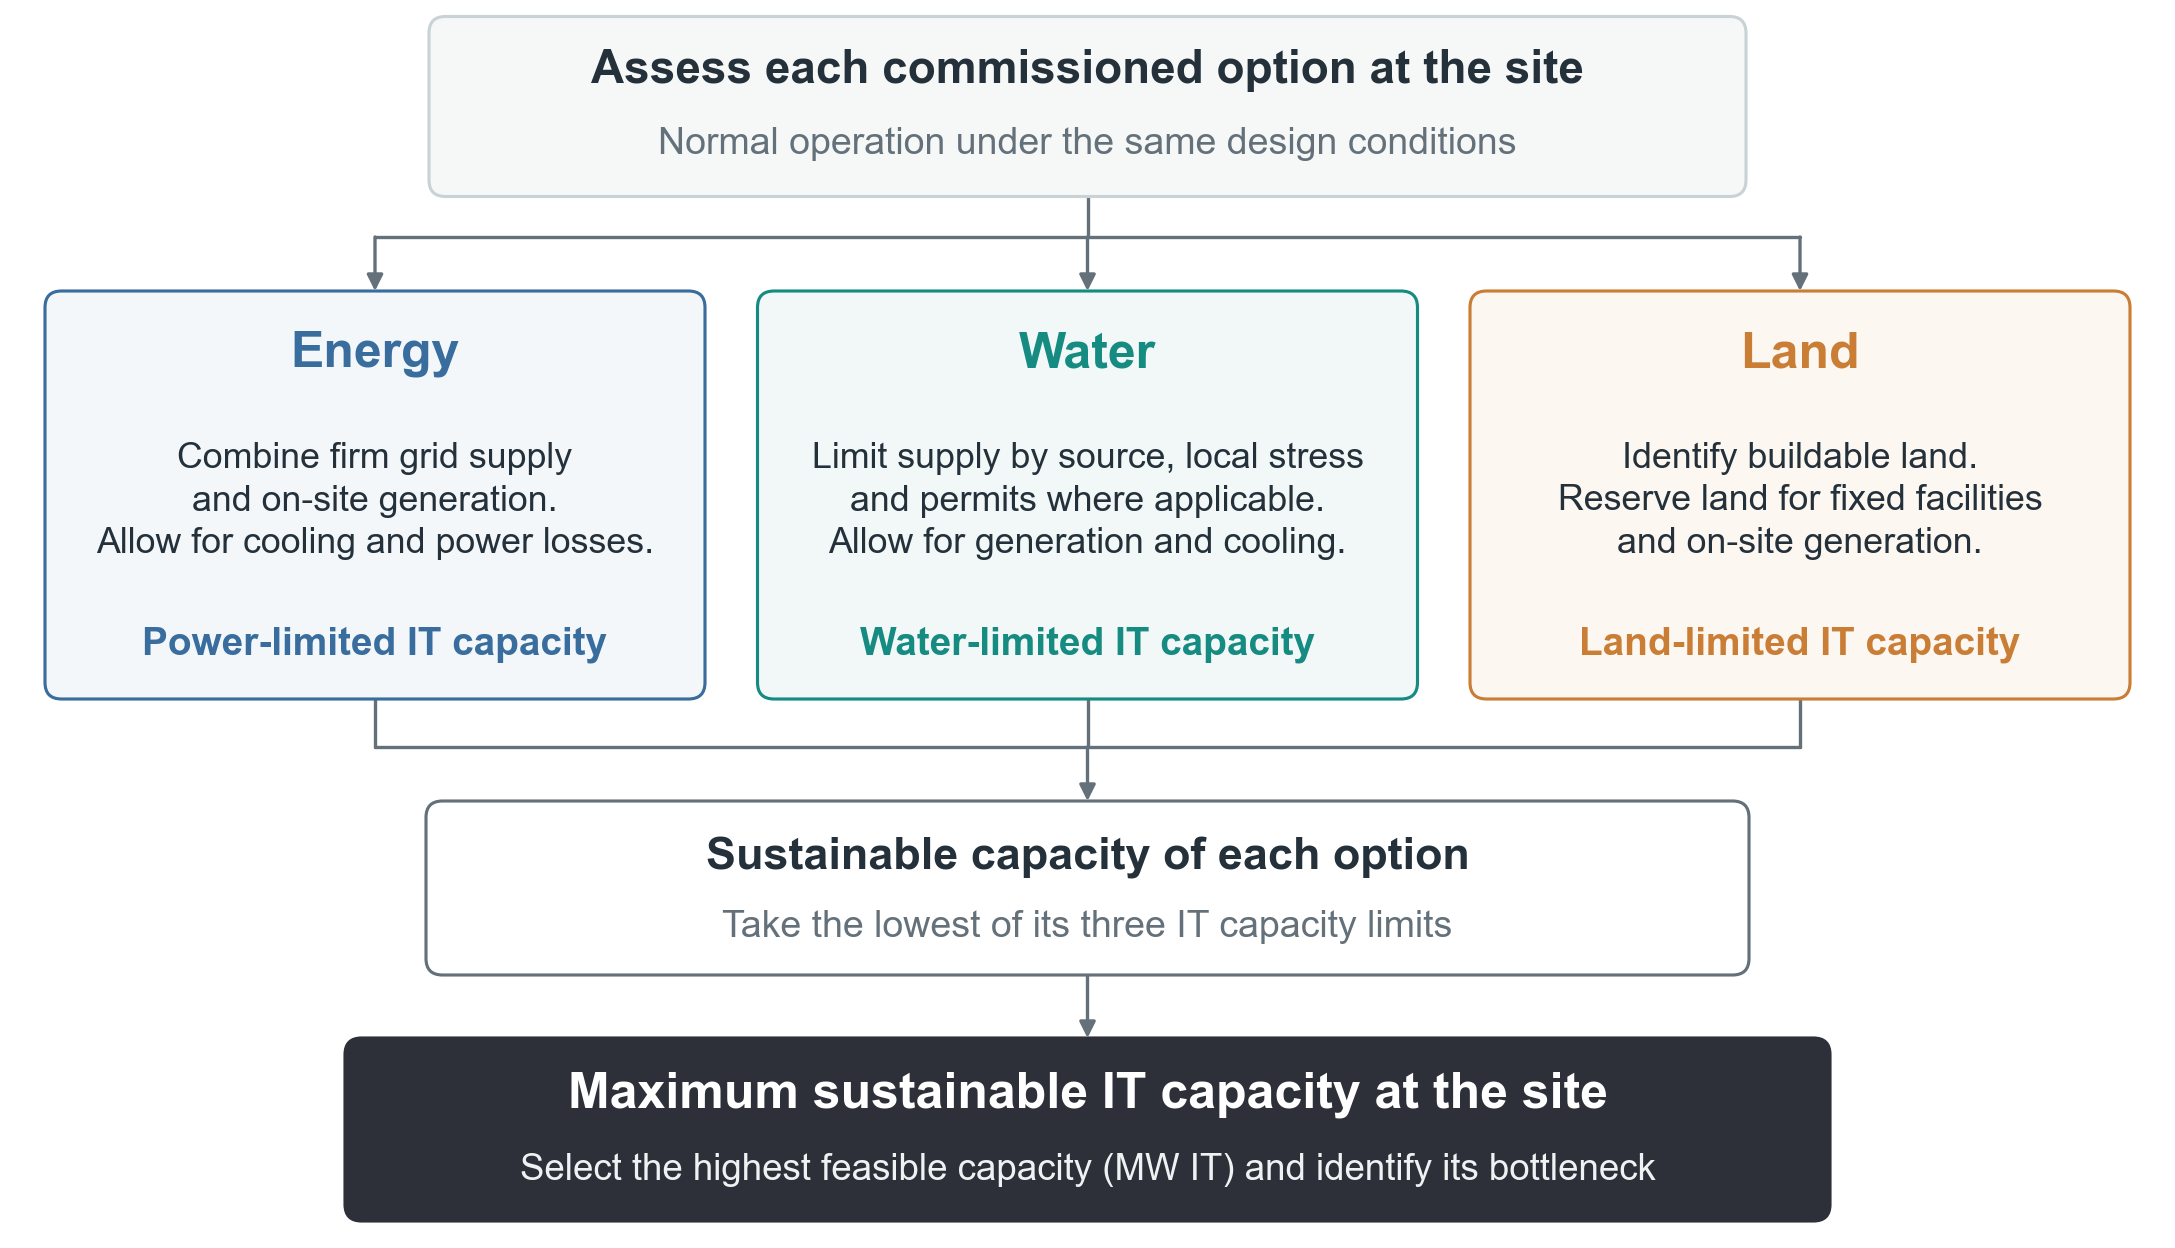 Assess each commissioned option at the site
Normal operation under the same design conditions
Energy
Combine firm grid supply
and on-site generation.
Allow for cooling and power losses.
Power-limited IT capacity
Water
Limit supply by source, local stress
and permits where applicable.
Allow for generation and cooling.
Water-limited IT capacity
Land
Identify buildable land.
Reserve land for fixed facilities
and on-site generation.
Land-limited IT capacity
Sustainable capacity of each option
Take the lowest of its three IT capacity limits
Maximum sustainable IT capacity at the site
Select the highest feasible capacity (MW IT) and identify its bottleneck